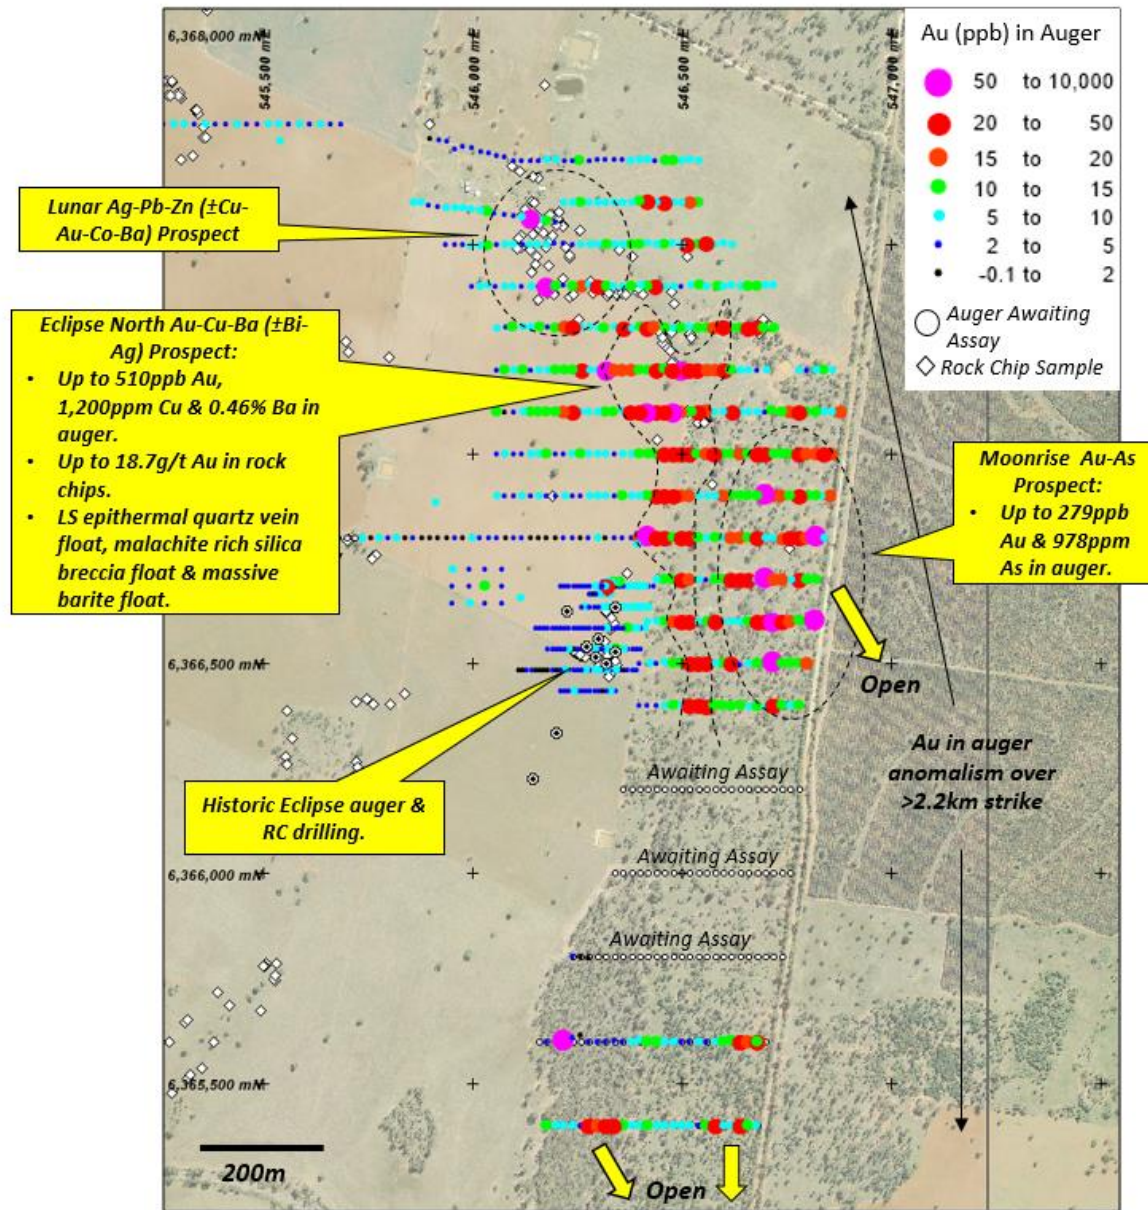 6,368,000 mN
545,500 mE
546,000 mE
546,500 mE
547,000 mE
Au (ppb) in Auger
50 to 10,000
20 to 50
15 to 20
10 to 15
5 to 10
2 to 5
-0.1 to 2
Auger Awaiting
Assay
Rock Chip Sample
Lunar Ag-Pb-Zn (±Cu-
Au-Co-Ba) Prospect
Eclipse North Au-Cu-Ba (±Bi-
Ag) Prospect:
• Up to 510ppb Au,
1,200ppm Cu & 0.46% Ba in
auger.
• Up to 18.7g/t Au in rock
chips.
• LS epithermal quartz vein
float, malachite rich silica
breccia float & massive
barite float.
Moonrise Au-As
Prospect:
• Up to 279ppb
Au & 978ppm
As in auger.
6,366,500 mN
Open
Au in auger
anomalism over
>2.2km strike
Historic Eclipse auger &
RC drilling.
Awaiting Assay
Awaiting Assay
6,366,000 mN
Awaiting Assay
6,365,500 mN
200m
Open